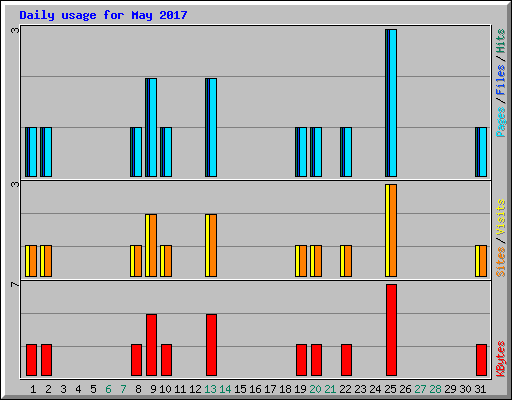 Daily usage for May 2017
3
Pages / Files / Hits
3
Sites / Visits
7
KBytes
1 2 3 4 5 6 7 8 9 10 11 12 13 14 15 16 17 18 19 20 21 22 23 24 25 26 27 28 29 30 31